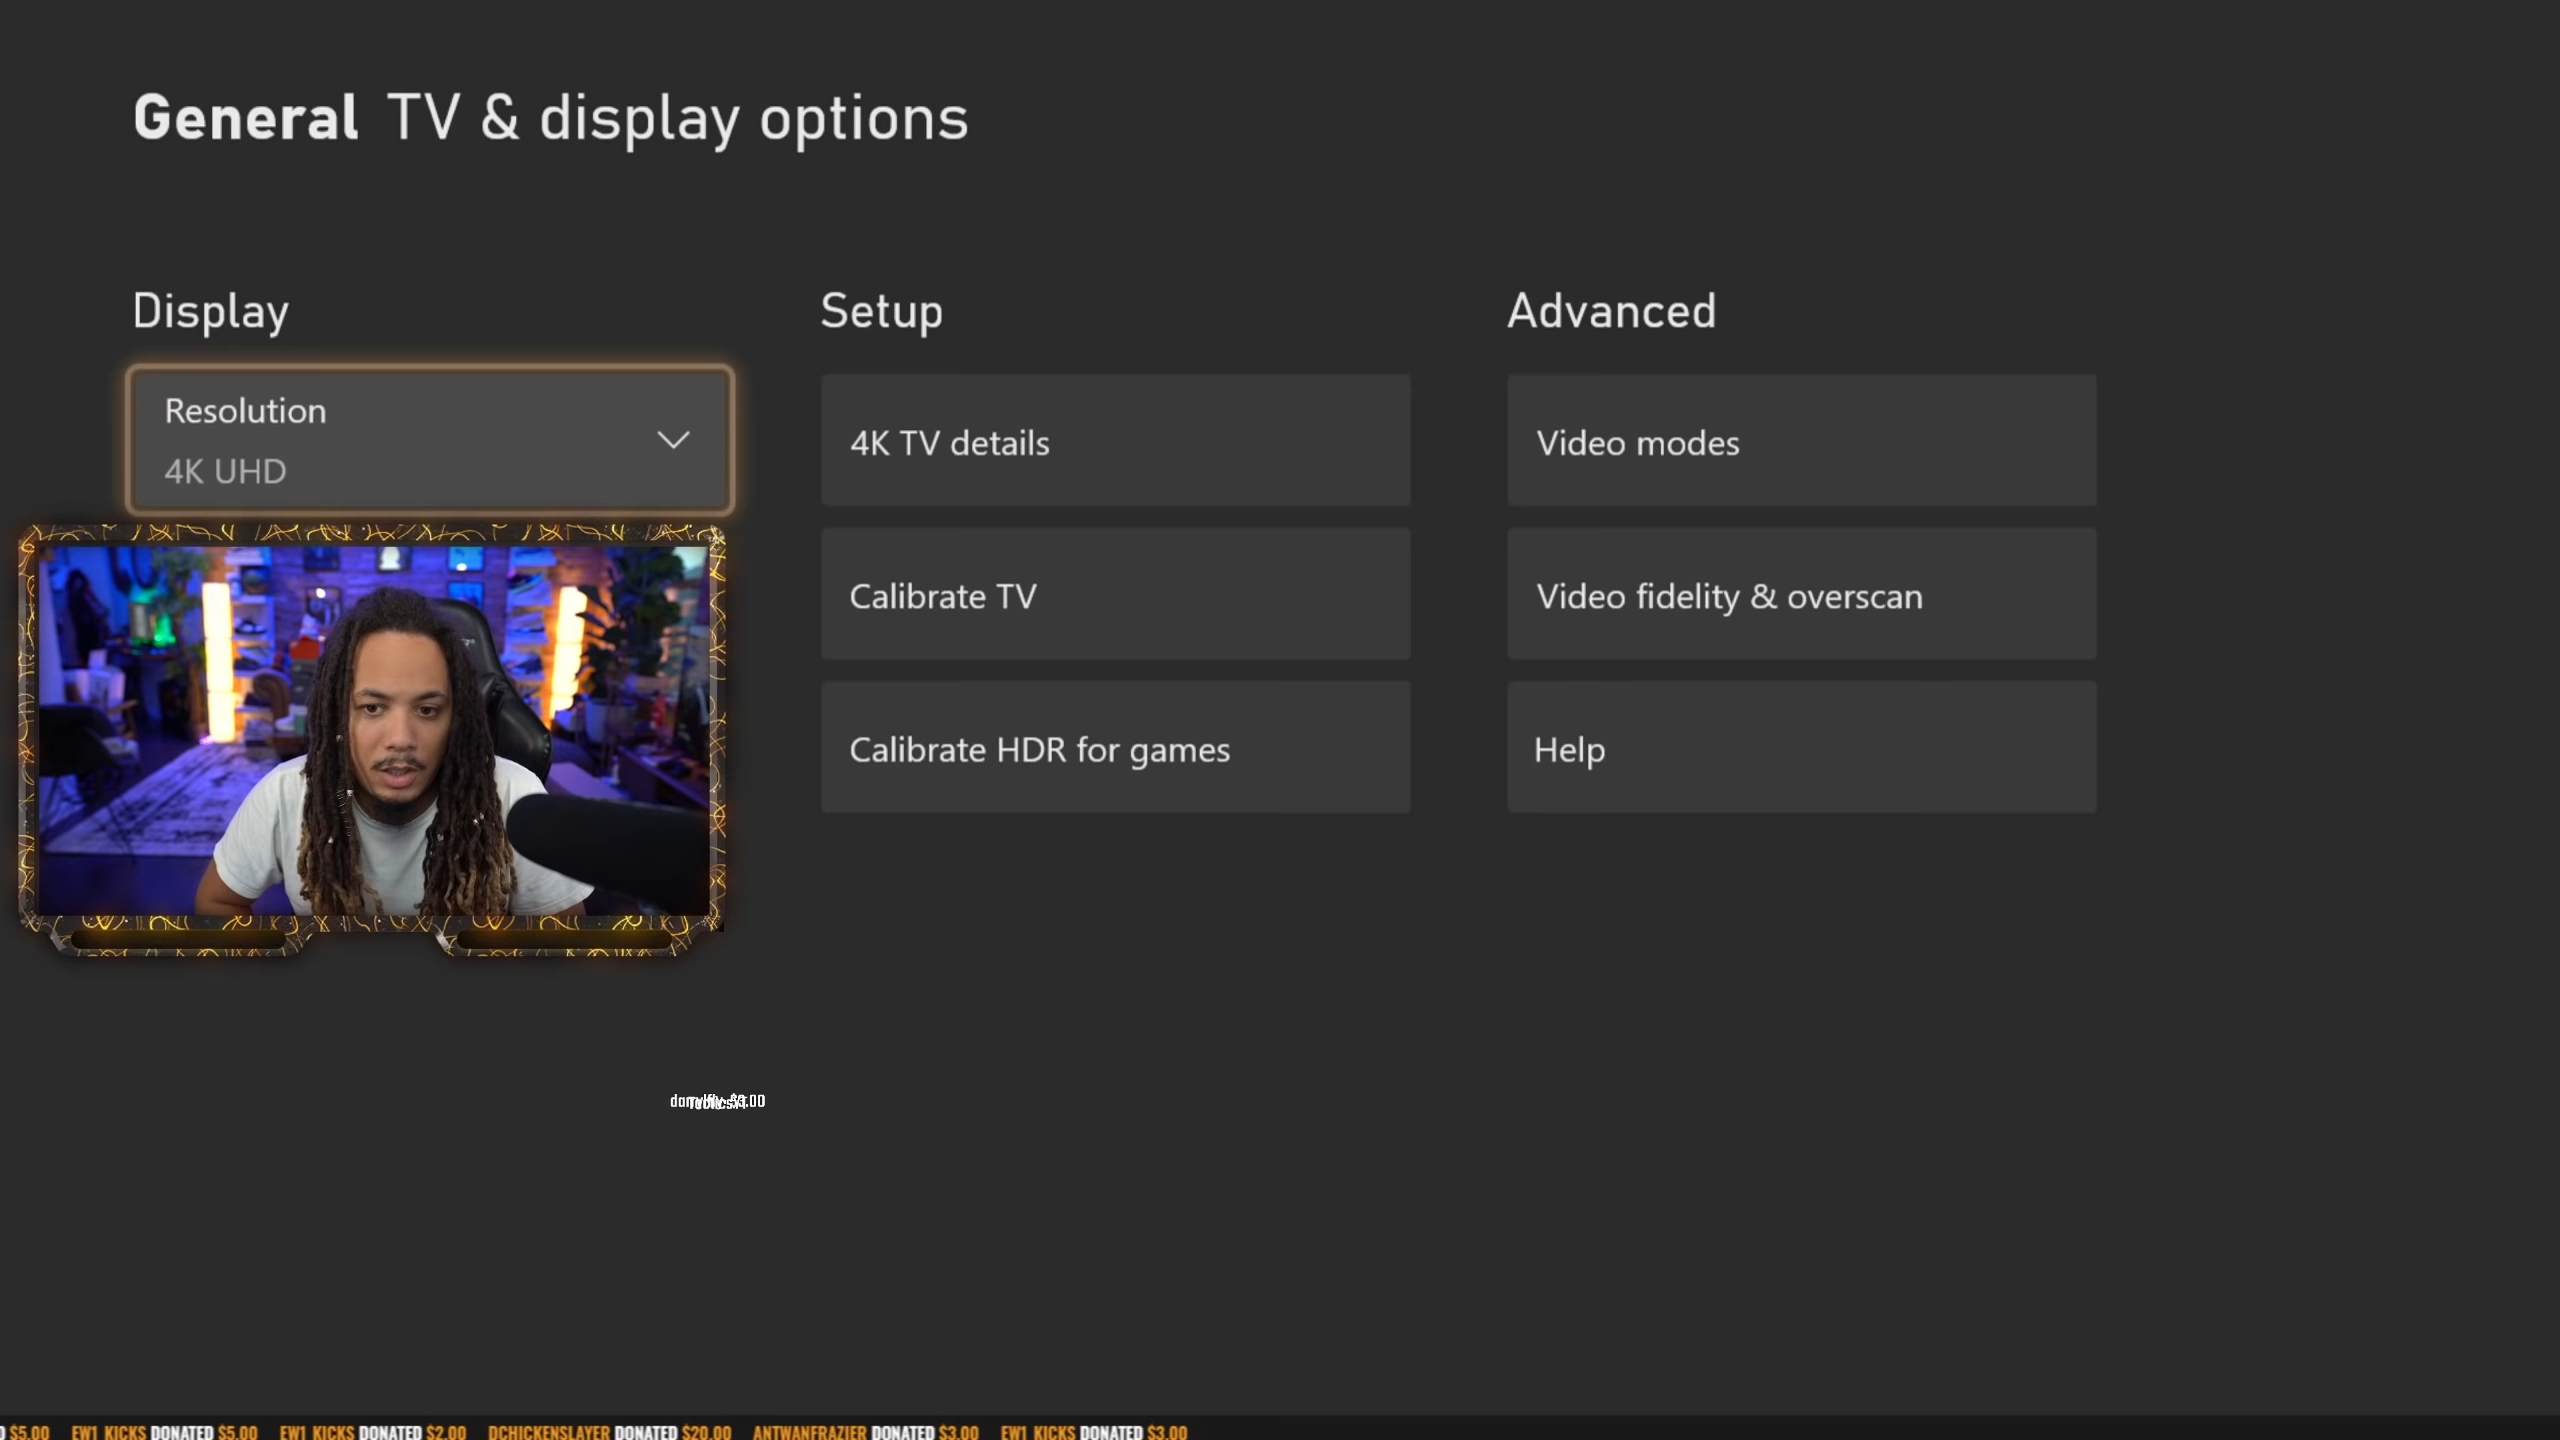 General TV & display options
Display
Resolution
4K UHD
Setup
4K TV details
Calibrate TV
Calibrate HDR for games
Advanced
Video modes
Video fidelity & overscan
Help
$5.00 EW1_KICKS DONATED $5.00 EW1_KICKS DONATED $2.00 DCHICKENSLAYER DONATED $20.00 ANTWANFRAZIER DONATED $3.00 EW1_KICKS DONATED $3.00